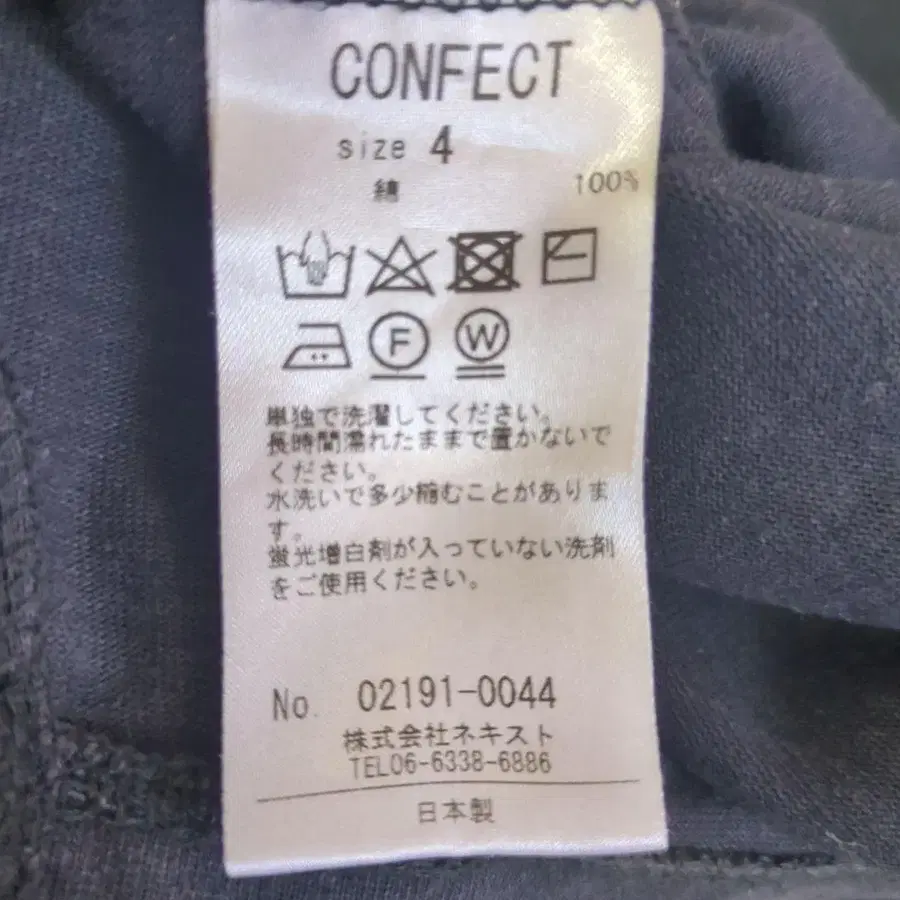 CONFECT
size 4
綿 100%
F W
単独で洗濯してください。
長時間濡れたままで置かないで
ください。
水洗いで多少縮むことがありま
す。
蛍光増白剤が入っていない洗剤
をご使用ください。
No. 02191-0044
株式会社ネキスト
TEL06-6338-6886
日本製